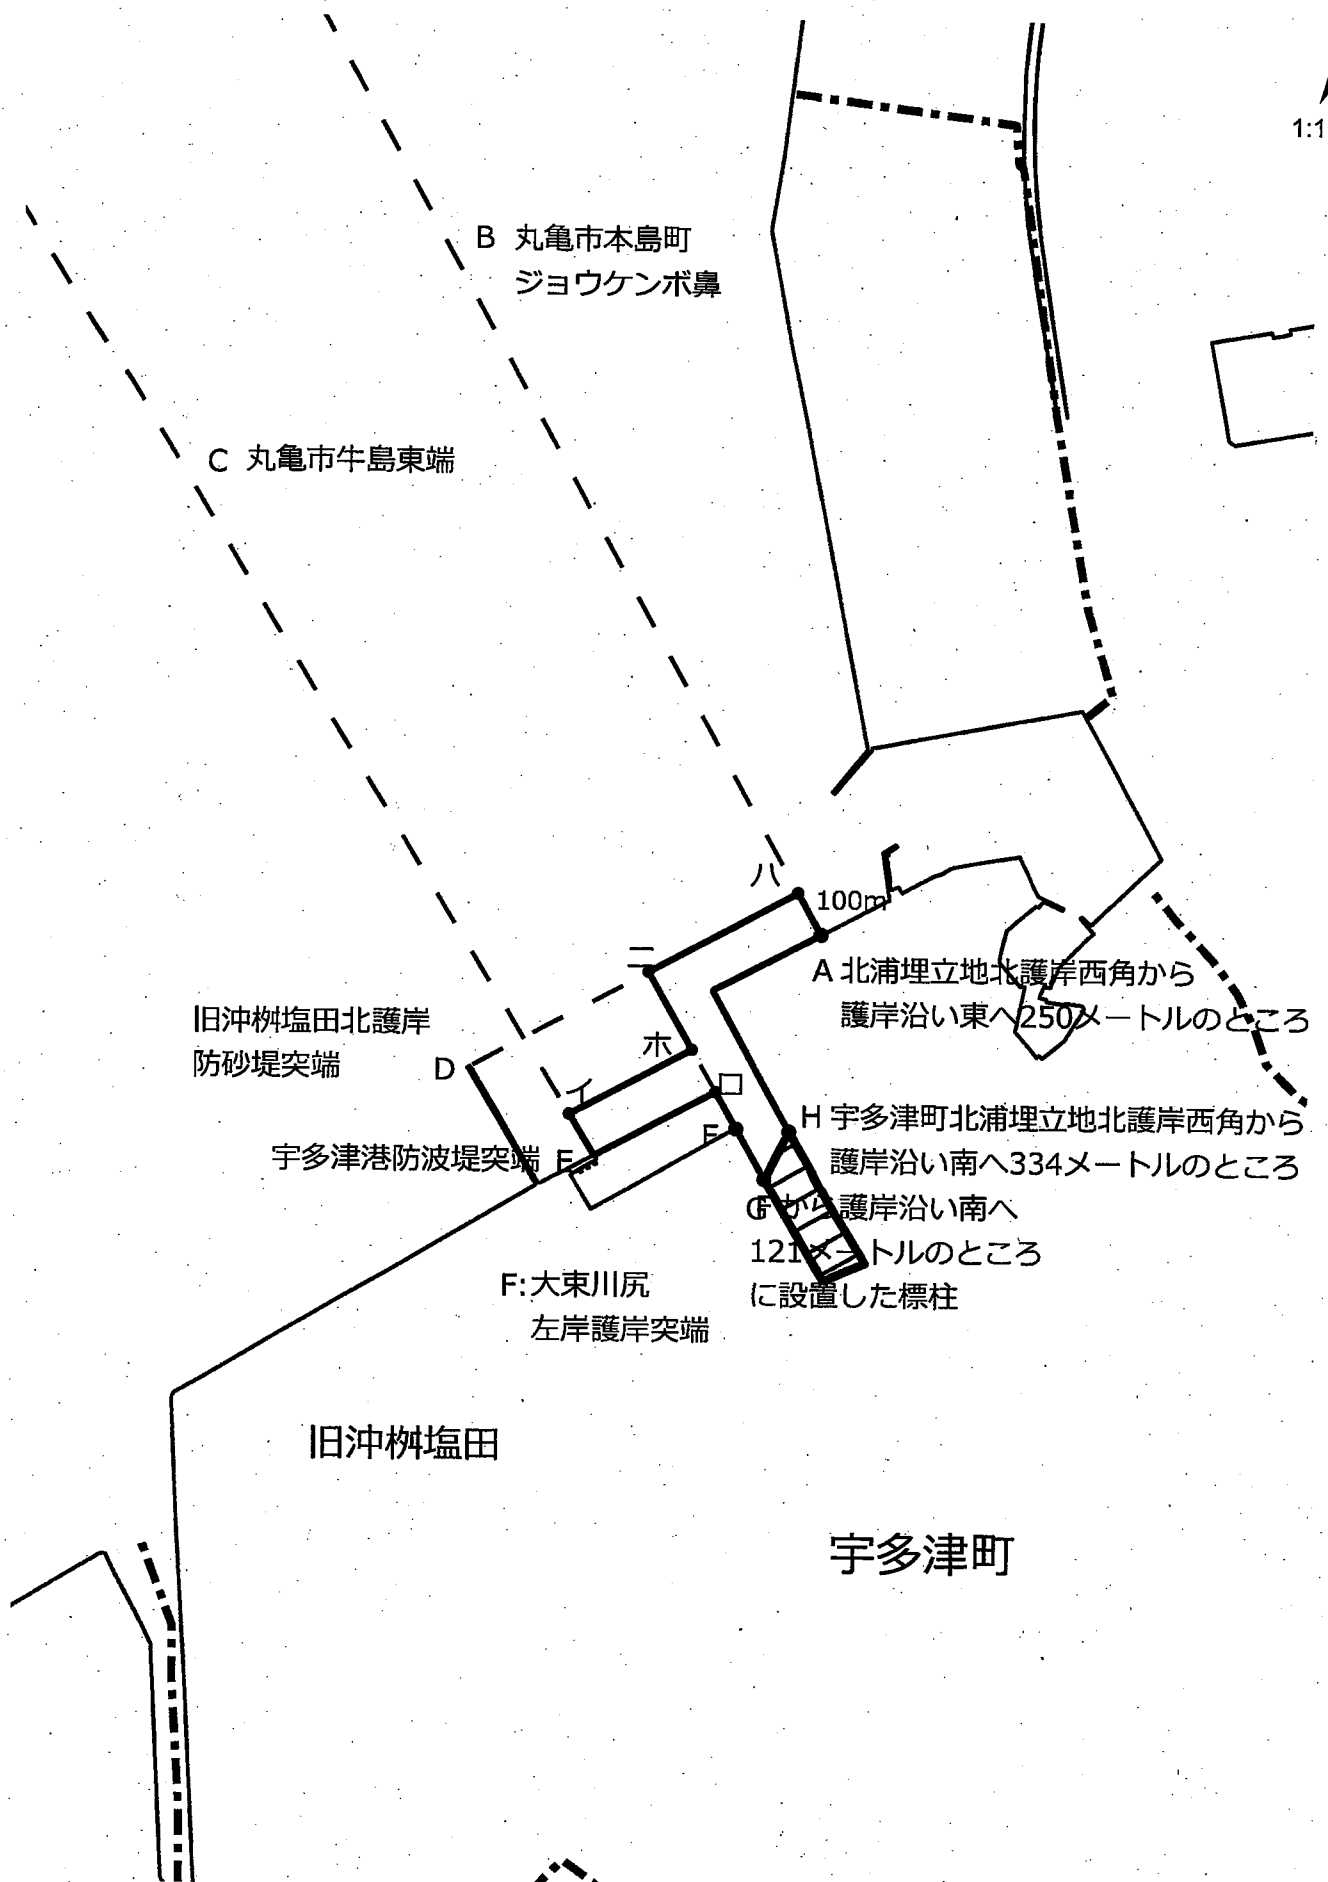 1:1
B 丸亀市本島町
ジョウケンボ鼻
C 丸亀市牛島東端
ハ
100m
ニ
A 北浦埋立地北護岸西角から
護岸沿い東へ250メートルのところ
旧沖桝塩田北護岸
防砂堤突端
D
ホ
イ
ロ
H 宇多津町北浦埋立地北護岸西角から
護岸沿い南へ334メートルのところ
F
宇多津港防波堤突端 E
G Fから護岸沿い南へ
121メートルのところ
に設置した標柱
F:大東川尻
左岸護岸突端
旧沖桝塩田
宇多津町